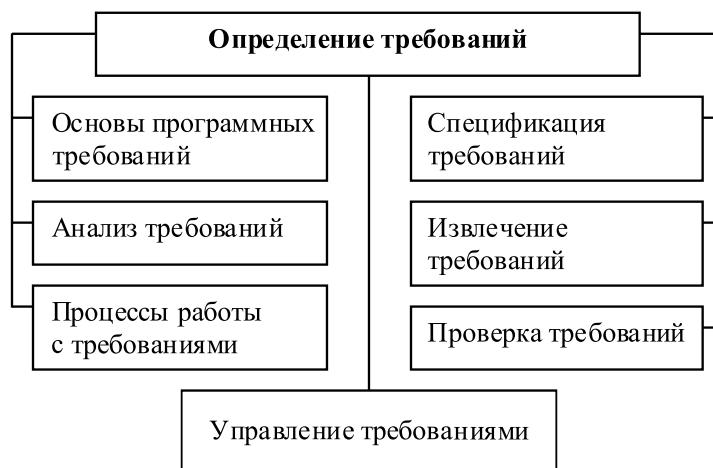 Определение требований
Основы программных
требований
Анализ требований
Процессы работы
с требованиями
Спецификация
требований
Извлечение
требований
Проверка требований
Управление требованиями